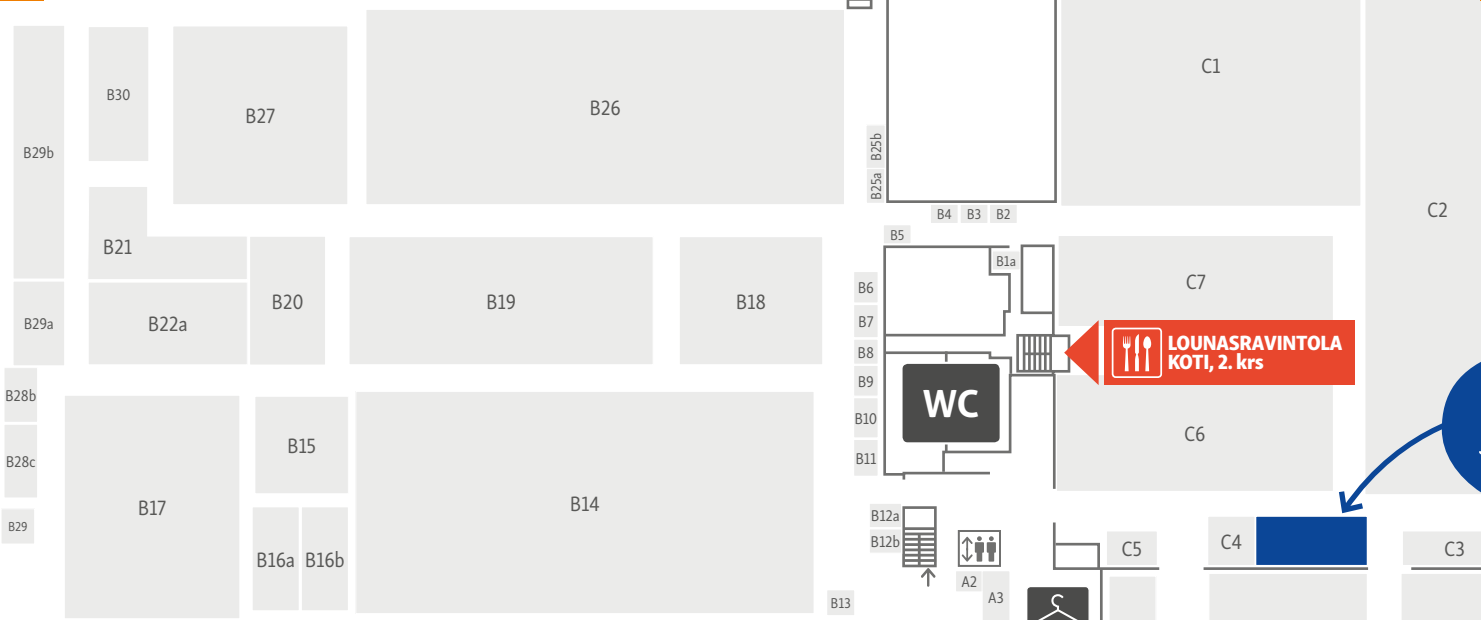 C1
B30
B26
B27
B25b
B29b
B25a
C2
B4
B3
B2
B5
B21
B1a
C7
B6
B20
B19
B18
B29a
B22a
B7
LOUNASRAVINTOLA
KOTI, 2. krs
B8
B9
B28b
WC
B10
C6
B15
B11
B28c
B17
B14
B12a
B29
B12b
C4
C5
C3
B16a
B16b
A2
A3
B13